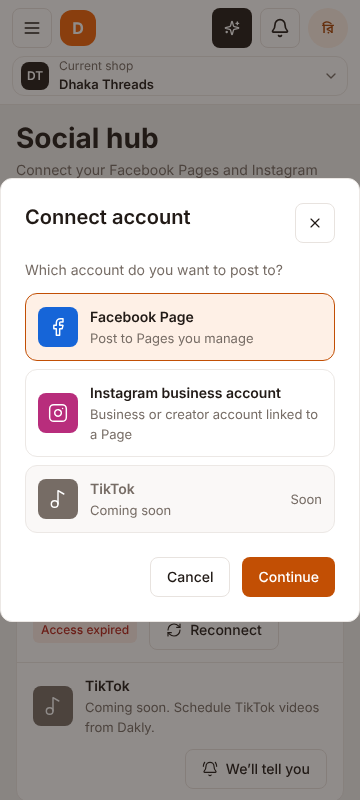 D
রি
DT
Current shop
Dhaka Threads
Social hub
Connect your Facebook Pages and Instagram
Connect account
Which account do you want to post to?
Facebook Page
Post to Pages you manage
Instagram business account
Business or creator account linked to
a Page
TikTok
Coming soon
Soon
Cancel
Continue
Access expired
Reconnect
TikTok
Coming soon. Schedule TikTok videos
from Dakly.
We'll tell you